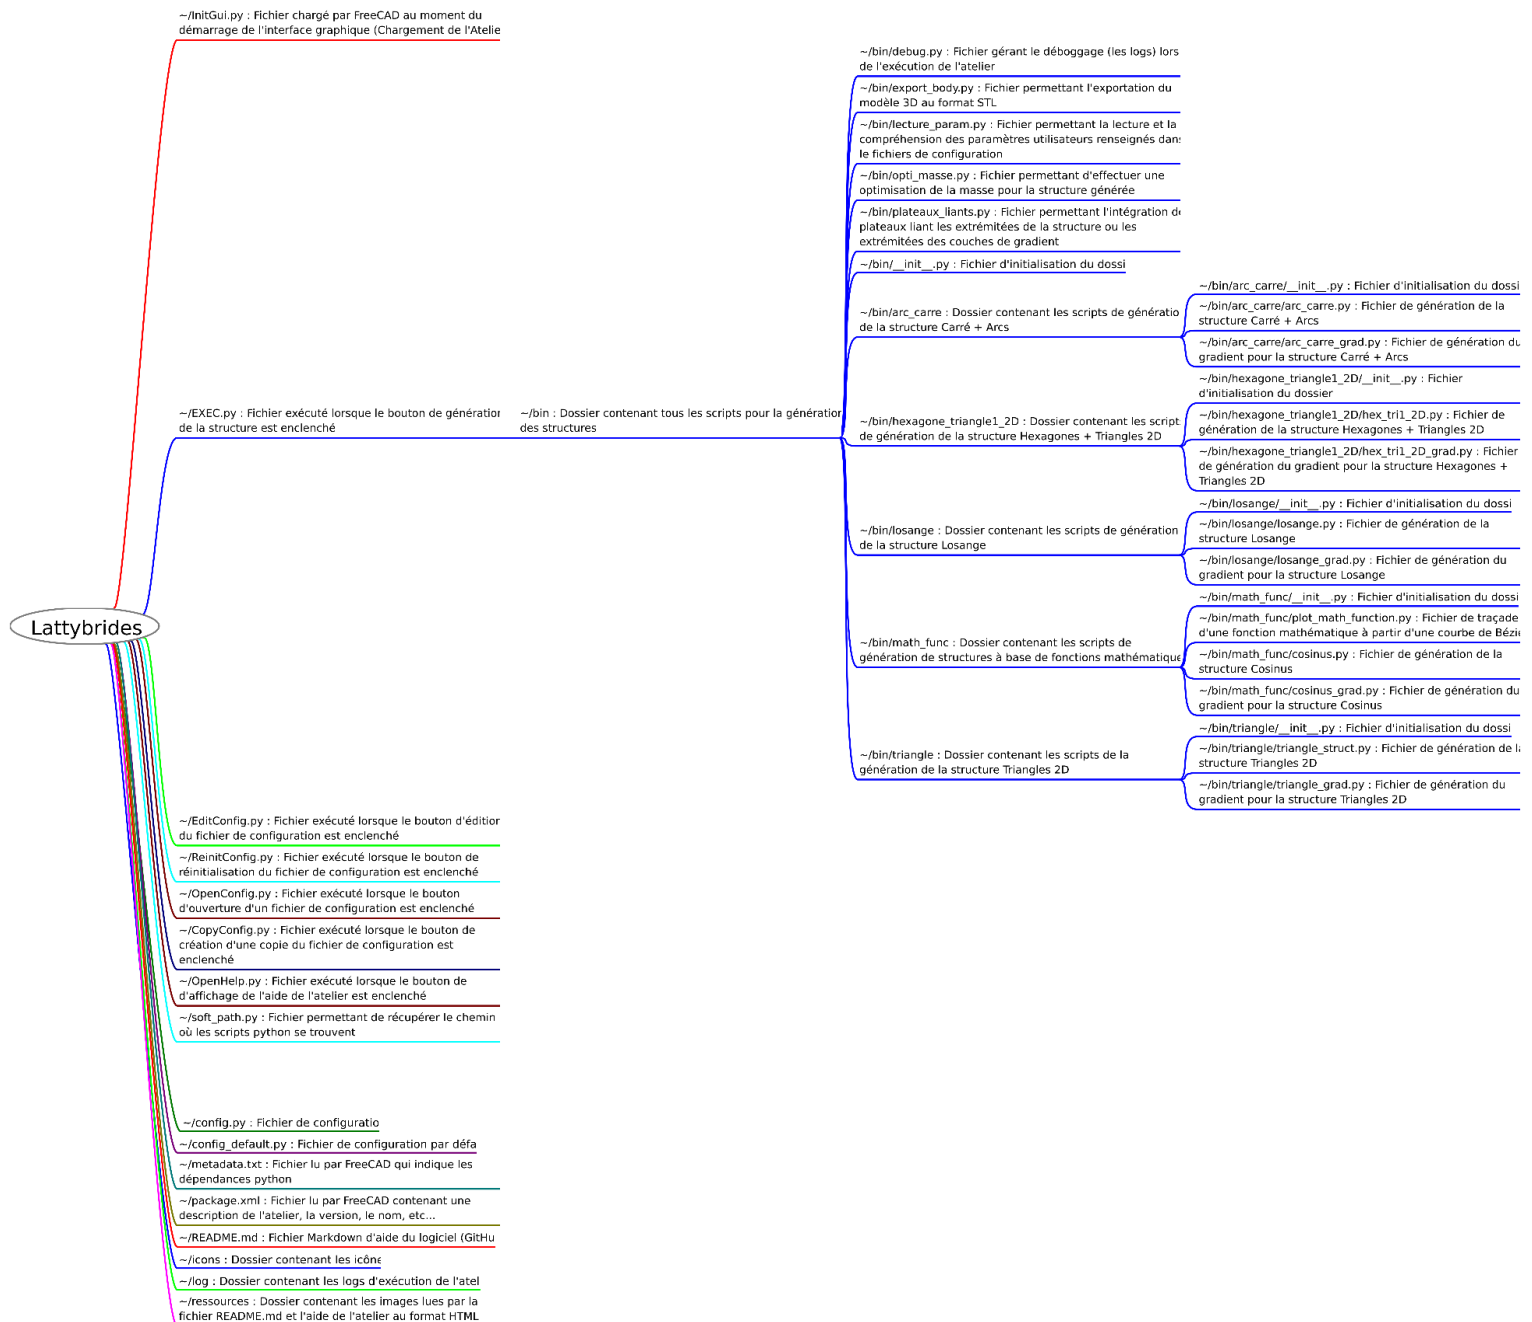 ~/InitGui.py : Fichier chargé par FreeCAD au moment du
démarrage de l'interface graphique (Chargement de l'Atelie
~/EXEC.py : Fichier exécuté lorsque le bouton de génération
de la structure est enclenché
~/bin : Dossier contenant tous les scripts pour la génération
des structures
~/bin/debug.py : Fichier gérant le déboggage (les logs) lors
de l'exécution de l'atelier
~/bin/export_body.py : Fichier permettant l'exportation du
modèle 3D au format STL
~/bin/lecture_param.py : Fichier permettant la lecture et la
compréhension des paramètres utilisateurs renseignés dans
le fichiers de configuration
~/bin/opti_masse.py : Fichier permettant d'effectuer une
optimisation de la masse pour la structure générée
~/bin/plateaux_liants.py : Fichier permettant l'intégration de
plateaux liant les extrémitées de la structure ou les
extrémitées des couches de gradient
~/bin/__init__.py : Fichier d'initialisation du dossi
~/bin/arc_carre : Dossier contenant les scripts de génératio
de la structure Carré + Arcs
~/bin/arc_carre/__init__.py : Fichier d'initialisation du dossi
~/bin/arc_carre/arc_carre.py : Fichier de génération de la
structure Carré + Arcs
~/bin/arc_carre/arc_carre_grad.py : Fichier de génération du
gradient pour la structure Carré + Arcs
~/bin/hexagone_triangle1_2D : Dossier contenant les script
de génération de la structure Hexagones + Triangles 2D
~/bin/hexagone_triangle1_2D/__init__.py : Fichier
d'initialisation du dossier
~/bin/hexagone_triangle1_2D/hex_tri1_2D.py : Fichier de
génération de la structure Hexagones + Triangles 2D
~/bin/hexagone_triangle1_2D/hex_tri1_2D_grad.py : Fichier
de génération du gradient pour la structure Hexagones +
Triangles 2D
~/bin/losange : Dossier contenant les scripts de génération
de la structure Losange
~/bin/losange/__init__.py : Fichier d'initialisation du dossi
~/bin/losange/losange.py : Fichier de génération de la
structure Losange
~/bin/losange/losange_grad.py : Fichier de génération du
gradient pour la structure Losange
~/bin/math_func : Dossier contenant les scripts de
génération de structures à base de fonctions mathématique
~/bin/math_func/__init__.py : Fichier d'initialisation du dossi
~/bin/math_func/plot_math_function.py : Fichier de traçade
d'une fonction mathématique à partir d'une courbe de Bézie
~/bin/math_func/cosinus.py : Fichier de génération de la
structure Cosinus
~/bin/math_func/cosinus_grad.py : Fichier de génération du
gradient pour la structure Cosinus
~/bin/triangle : Dossier contenant les scripts de la
génération de la structure Triangles 2D
~/bin/triangle/__init__.py : Fichier d'initialisation du dossi
~/bin/triangle/triangle_struct.py : Fichier de génération de la
structure Triangles 2D
~/bin/triangle/triangle_grad.py : Fichier de génération du
gradient pour la structure Triangles 2D
Lattybrides
~/EditConfig.py : Fichier exécuté lorsque le bouton d'édition
du fichier de configuration est enclenché
~/ReinitConfig.py : Fichier exécuté lorsque le bouton de
réinitialisation du fichier de configuration est enclenché
~/OpenConfig.py : Fichier exécuté lorsque le bouton
d'ouverture d'un fichier de configuration est enclenché
~/CopyConfig.py : Fichier exécuté lorsque le bouton de
création d'une copie du fichier de configuration est
enclenché
~/OpenHelp.py : Fichier exécuté lorsque le bouton de
d'affichage de l'aide de l'atelier est enclenché
~/soft_path.py : Fichier permettant de récupérer le chemin
où les scripts python se trouvent
~/config.py : Fichier de configuratio
~/config_default.py : Fichier de configuration par défa
~/metadata.txt : Fichier lu par FreeCAD qui indique les
dépendances python
~/package.xml : Fichier lu par FreeCAD contenant une
description de l'atelier, la version, le nom, etc...
~/README.md : Fichier Markdown d'aide du logiciel (GitHu
~/icons : Dossier contenant les icône
~/log : Dossier contenant les logs d'exécution de l'atel
~/ressources : Dossier contenant les images lues par la
fichier README.md et l'aide de l'atelier au format HTML